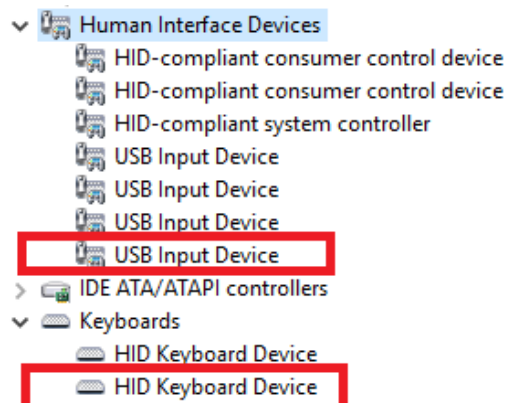 Human Interface Devices
HID-compliant consumer control device
HID-compliant consumer control device
HID-compliant system controller
USB Input Device
USB Input Device
USB Input Device
USB Input Device
IDE ATA/ATAPI controllers
Keyboards
HID Keyboard Device
HID Keyboard Device